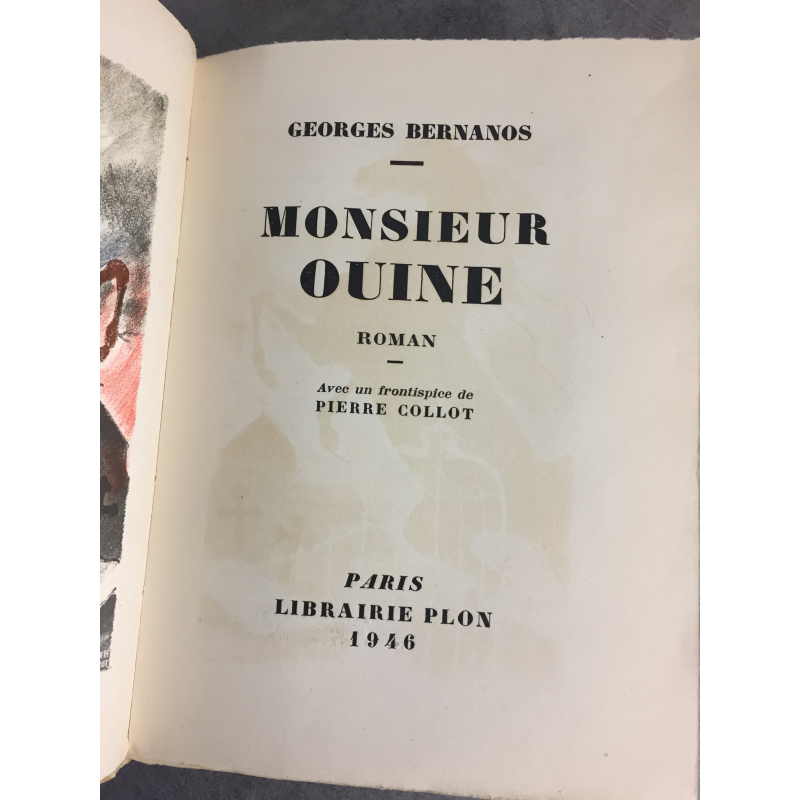 GEORGES BERNANOS
MONSIEUR
OUINE
ROMAN
Avec un frontispice de
PIERRE COLLOT
PARIS
LIBRAIRIE PLON
1946